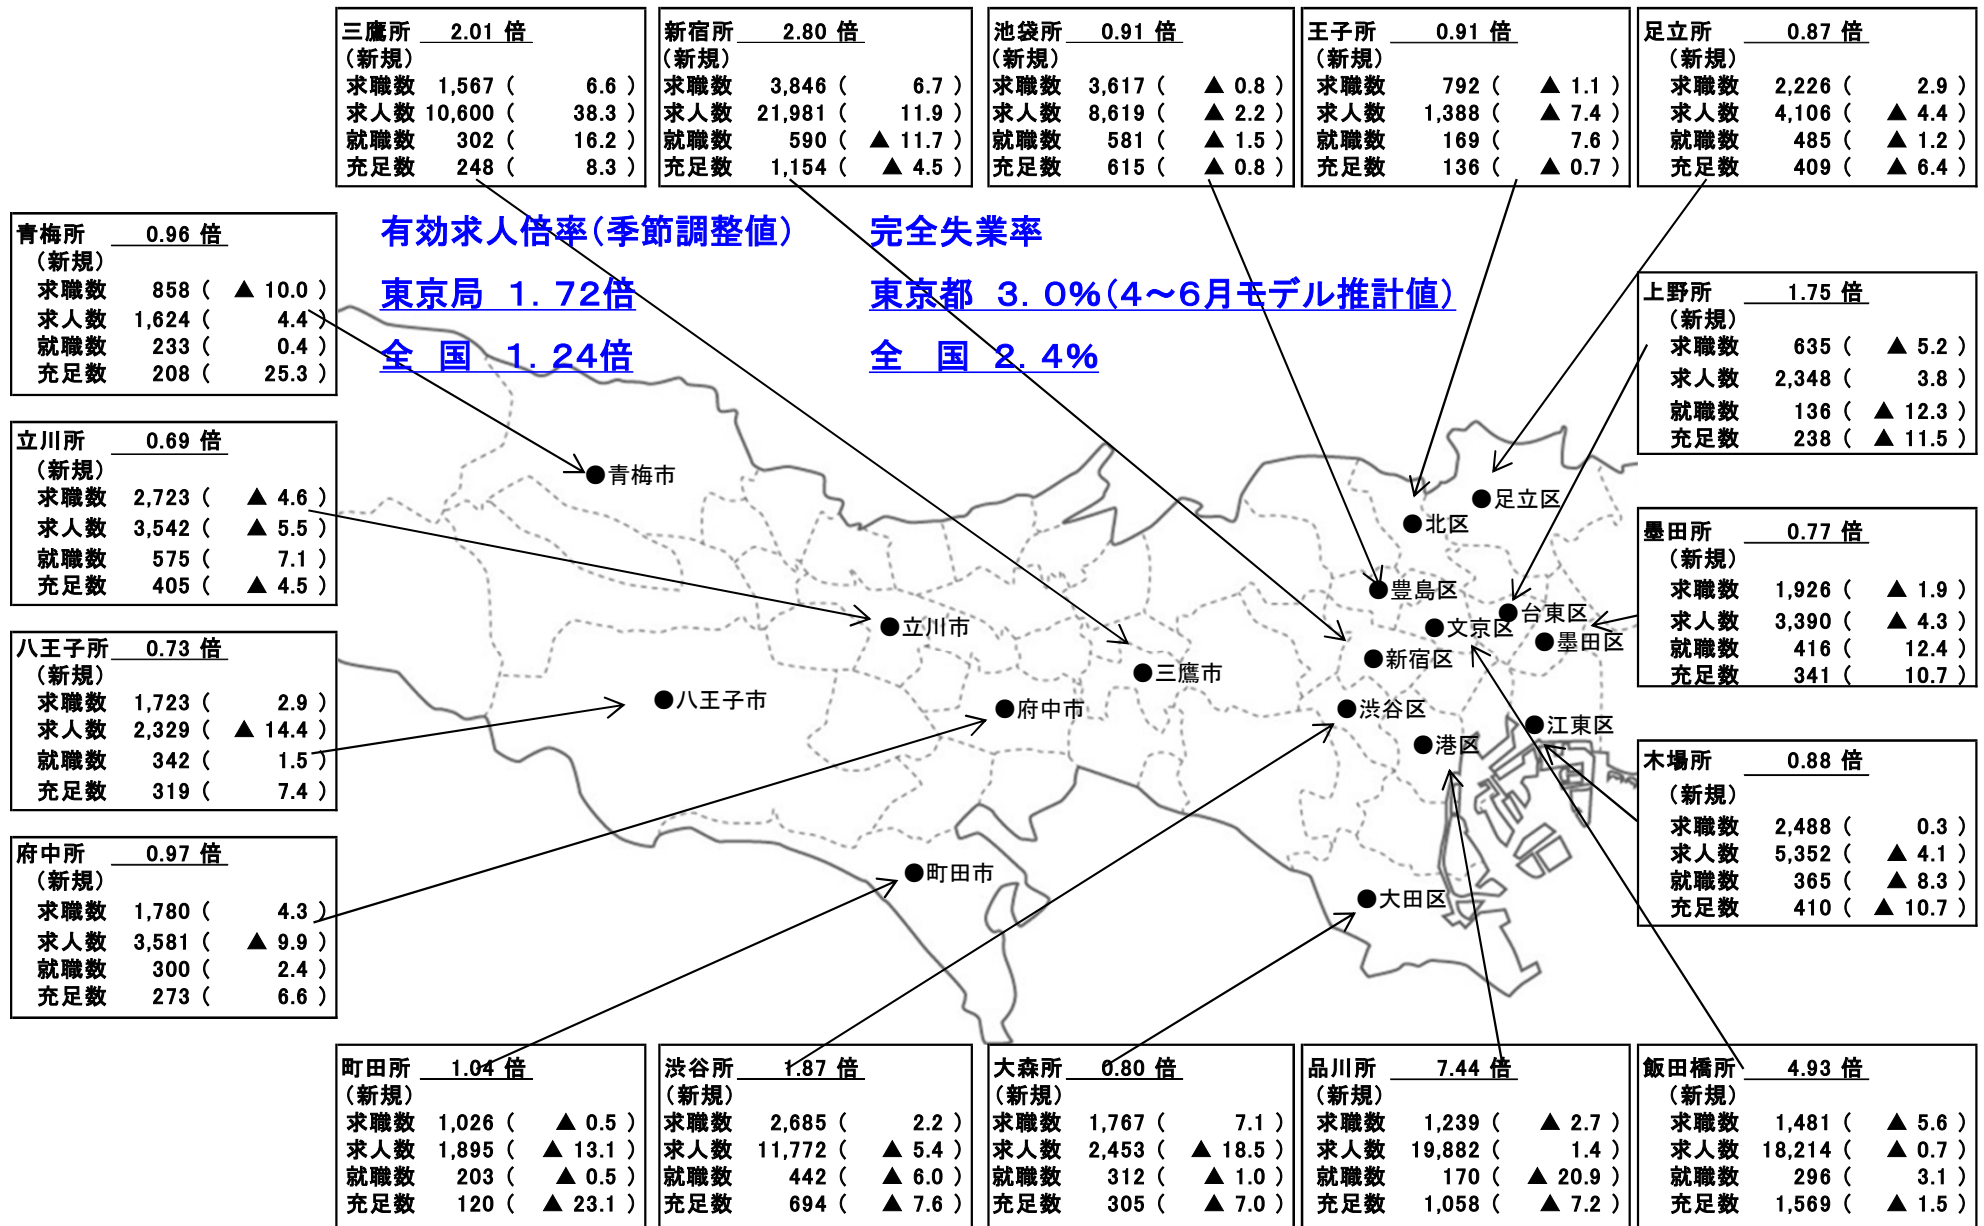 三鷹所 2.01 倍
(新規)
求職数 1,567 ( 6.6 )
求人数 10,600 ( 38.3 )
就職数 302 ( 16.2 )
充足数 248 ( 8.3 )
新宿所 2.80 倍
(新規)
求職数 3,846 ( 6.7 )
求人数 21,981 ( 11.9 )
就職数 590 ( ▲ 11.7 )
充足数 1,154 ( ▲ 4.5 )
池袋所 0.91 倍
(新規)
求職数 3,617 ( ▲ 0.8 )
求人数 8,619 ( ▲ 2.2 )
就職数 581 ( ▲ 1.5 )
充足数 615 ( ▲ 0.8 )
王子所 0.91 倍
(新規)
求職数 792 ( ▲ 1.1 )
求人数 1,388 ( ▲ 7.4 )
就職数 169 ( 7.6 )
充足数 136 ( ▲ 0.7 )
足立所 0.87 倍
(新規)
求職数 2,226 ( 2.9 )
求人数 4,106 ( ▲ 4.4 )
就職数 485 ( ▲ 1.2 )
充足数 409 ( ▲ 6.4 )
有効求人倍率(季節調整値)
東京局 1.72倍
全 国 1.24倍
完全失業率
東京都 3.0%(4~6月モデル推計値)
全 国 2.4%
青梅所 0.96 倍
(新規)
求職数 858 ( ▲ 10.0 )
求人数 1,624 ( 4.4 )
就職数 233 ( 0.4 )
充足数 208 ( 25.3 )
立川所 0.69 倍
(新規)
求職数 2,723 ( ▲ 4.6 )
求人数 3,542 ( ▲ 5.5 )
就職数 575 ( 7.1 )
充足数 405 ( ▲ 4.5 )
八王子所 0.73 倍
(新規)
求職数 1,723 ( 2.9 )
求人数 2,329 ( ▲ 14.4 )
就職数 342 ( 1.5 )
充足数 319 ( 7.4 )
府中所 0.97 倍
(新規)
求職数 1,780 ( 4.3 )
求人数 3,581 ( ▲ 9.9 )
就職数 300 ( 2.4 )
充足数 273 ( 6.6 )
青梅市
足立区
北区
豊島区
台東区
立川市
文京区
墨田区
新宿区
三鷹市
八王子市
府中市
渋谷区
江東区
港区
町田市
大田区
上野所 1.75 倍
(新規)
求職数 635 ( ▲ 5.2 )
求人数 2,348 ( 3.8 )
就職数 136 ( ▲ 12.3 )
充足数 238 ( ▲ 11.5 )
墨田所 0.77 倍
(新規)
求職数 1,926 ( ▲ 1.9 )
求人数 3,390 ( ▲ 4.3 )
就職数 416 ( 12.4 )
充足数 341 ( 10.7 )
木場所 0.88 倍
(新規)
求職数 2,488 ( 0.3 )
求人数 5,352 ( ▲ 4.1 )
就職数 365 ( ▲ 8.3 )
充足数 410 ( ▲ 10.7 )
町田所 1.04 倍
(新規)
求職数 1,026 ( ▲ 0.5 )
求人数 1,895 ( ▲ 13.1 )
就職数 203 ( ▲ 0.5 )
充足数 120 ( ▲ 23.1 )
渋谷所 1.87 倍
(新規)
求職数 2,685 ( 2.2 )
求人数 11,772 ( ▲ 5.4 )
就職数 442 ( ▲ 6.0 )
充足数 694 ( ▲ 7.6 )
大森所 0.80 倍
(新規)
求職数 1,767 ( 7.1 )
求人数 2,453 ( ▲ 18.5 )
就職数 312 ( ▲ 1.0 )
充足数 305 ( ▲ 7.0 )
品川所 7.44 倍
(新規)
求職数 1,239 ( ▲ 2.7 )
求人数 19,882 ( 1.4 )
就職数 170 ( ▲ 20.9 )
充足数 1,058 ( ▲ 7.2 )
飯田橋所 4.93 倍
(新規)
求職数 1,481 ( ▲ 5.6 )
求人数 18,214 ( ▲ 0.7 )
就職数 296 ( 3.1 )
充足数 1,569 ( ▲ 1.5 )